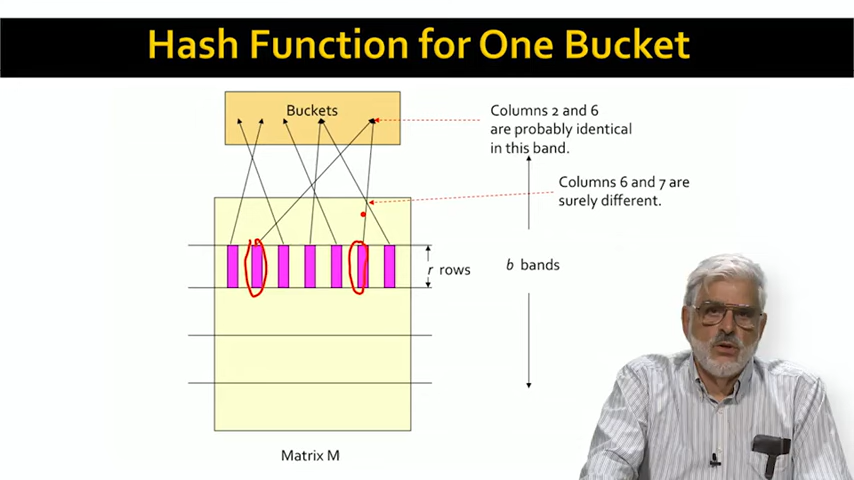 Hash Function for One Bucket
Buckets
Columns 2 and 6
are probably identical
in this band.
Columns 6 and 7 are
surely different.
r rows
b bands
Matrix M